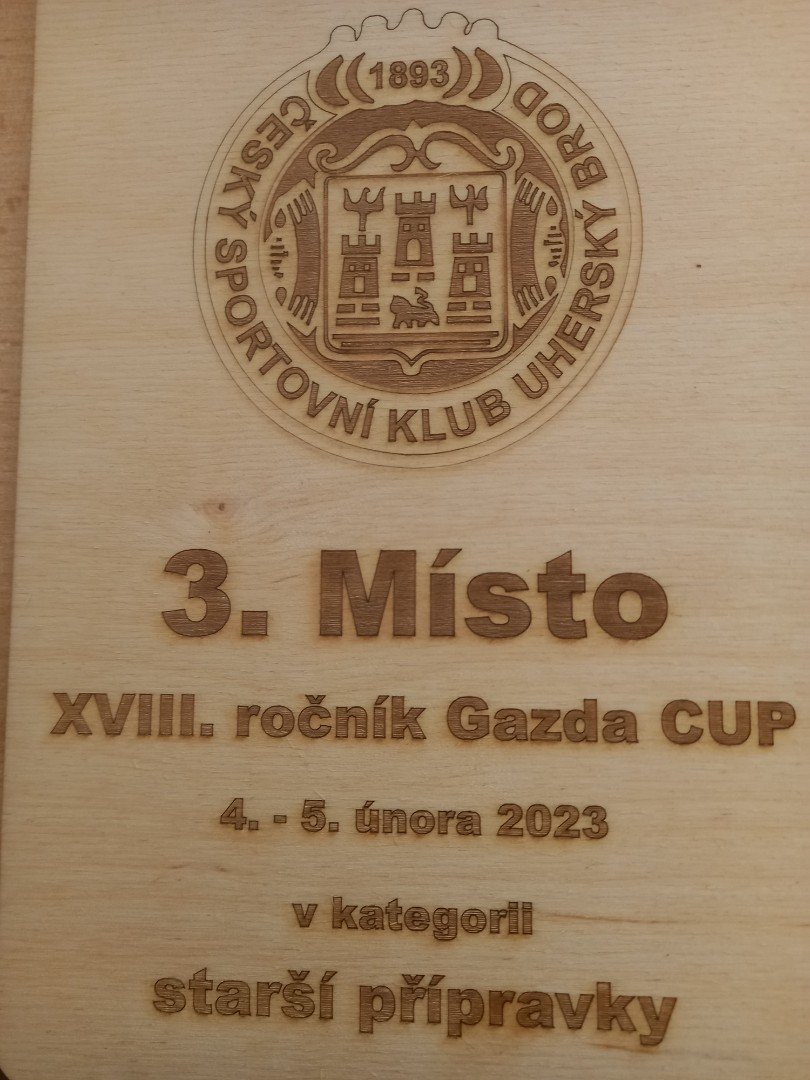 1893
ČESKÝ SPORTOVNÍ KLUB UHERSKÝ BROD
3. Místo
XVIII. ročník Gazda CUP
4. - 5. února 2023
v kategorii
starší přípravky